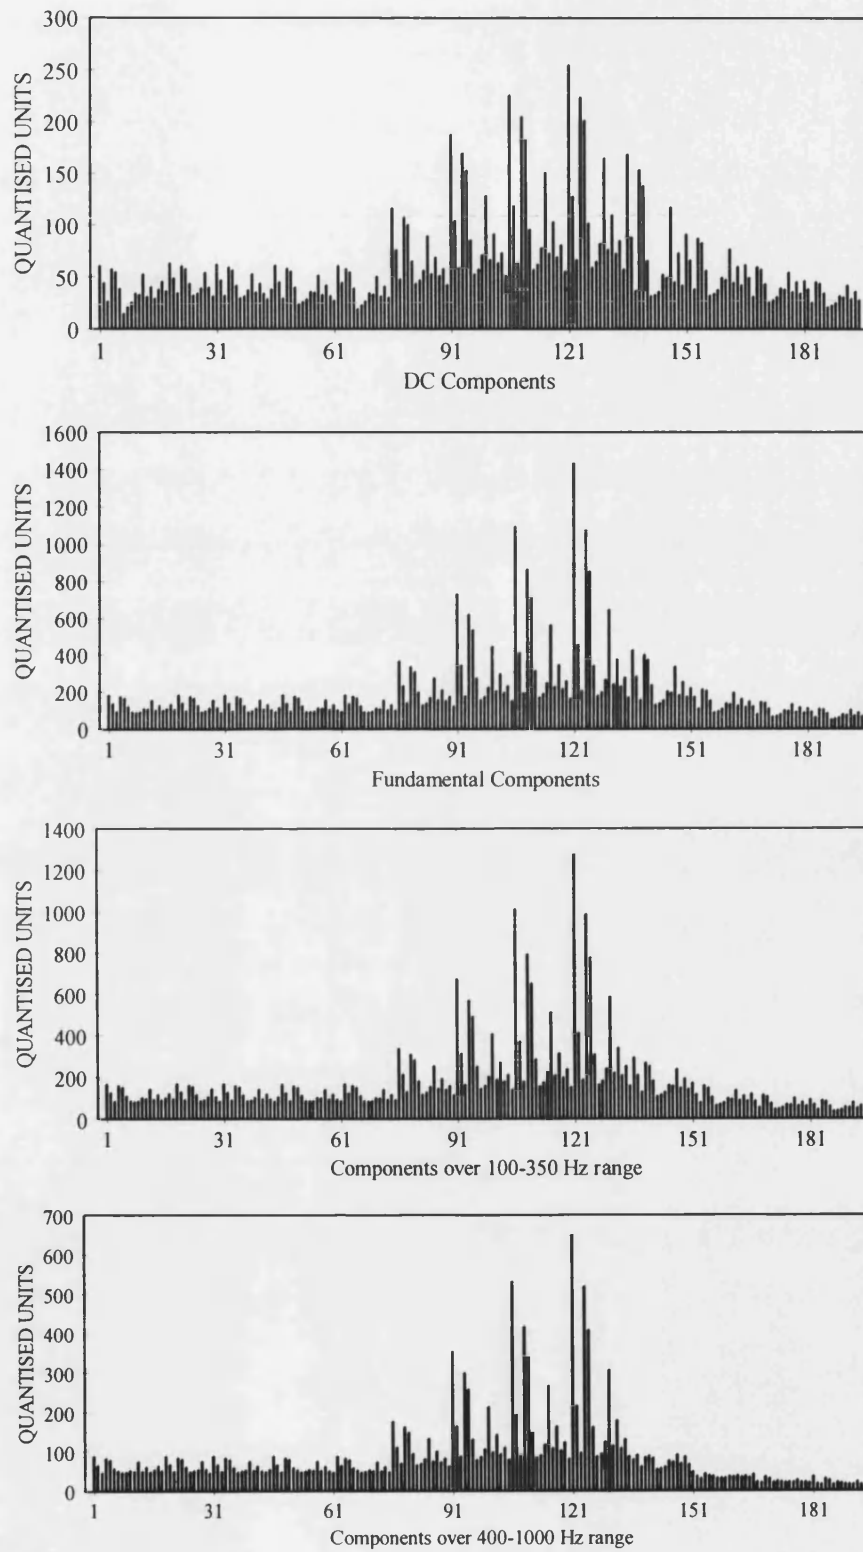 300
250
200
150
100
50
0
QUANTISED UNITS
1 31 61 91 121 151 181
DC Components
1600
1400
1200
1000
800
600
400
200
0
QUANTISED UNITS
1 31 61 91 121 151 181
Fundamental Components
1400
1200
1000
800
600
400
200
0
QUANTISED UNITS
1 31 61 91 121 151 181
Components over 100-350 Hz range
700
600
500
400
300
200
100
0
QUANTISED UNITS
1 31 61 91 121 151 181
Components over 400-1000 Hz range